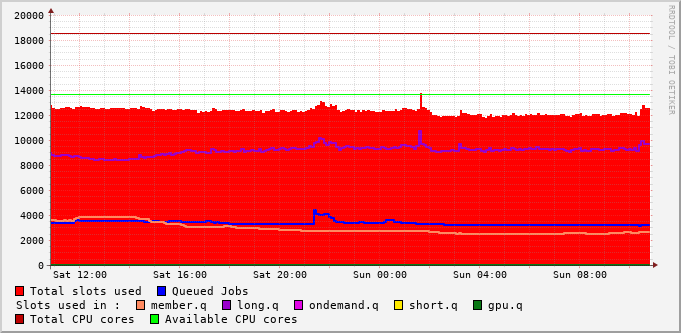 20000
18000
16000
14000
12000
10000
8000
6000
4000
2000
0
Sat 12:00 Sat 16:00 Sat 20:00 Sun 00:00 Sun 04:00 Sun 08:00
RRDTOOL / TOBI OETIKER
Total slots used Queued Jobs
Slots used in : member.q long.q ondemand.q short.q gpu.q
Total CPU cores Available CPU cores